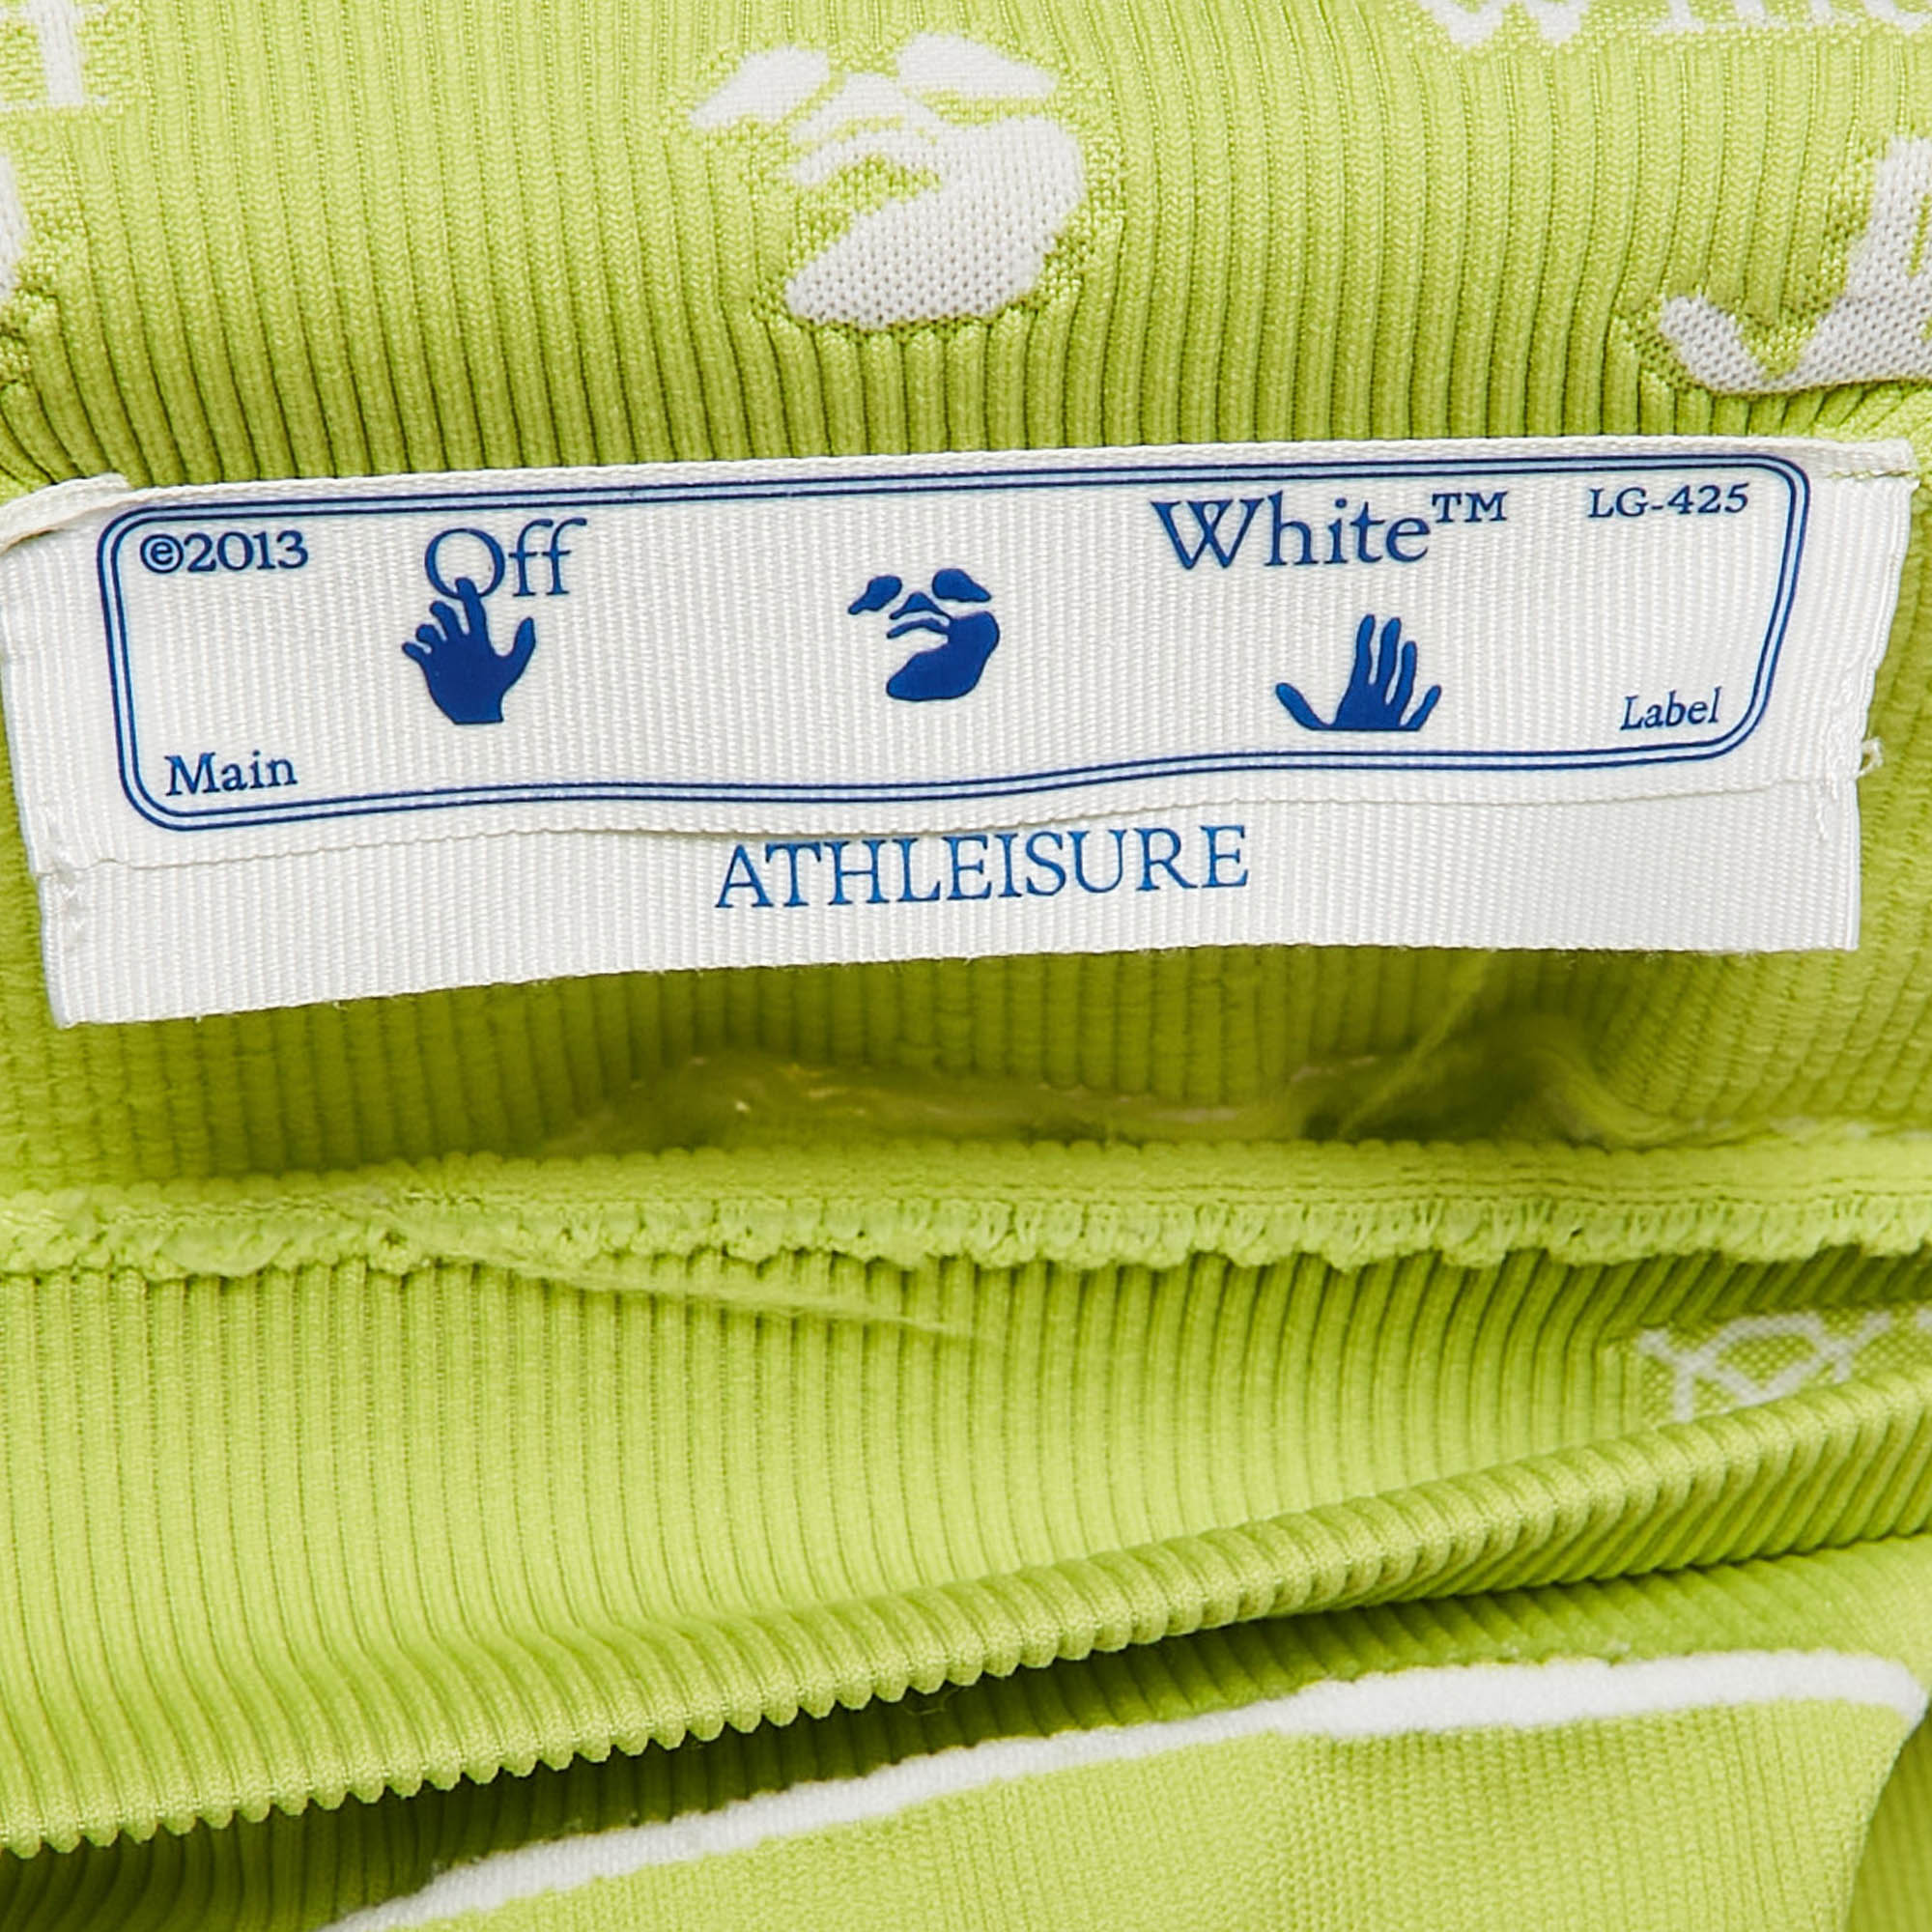 ©2013 Off White™ LG-425
Main Label
ATHLEISURE